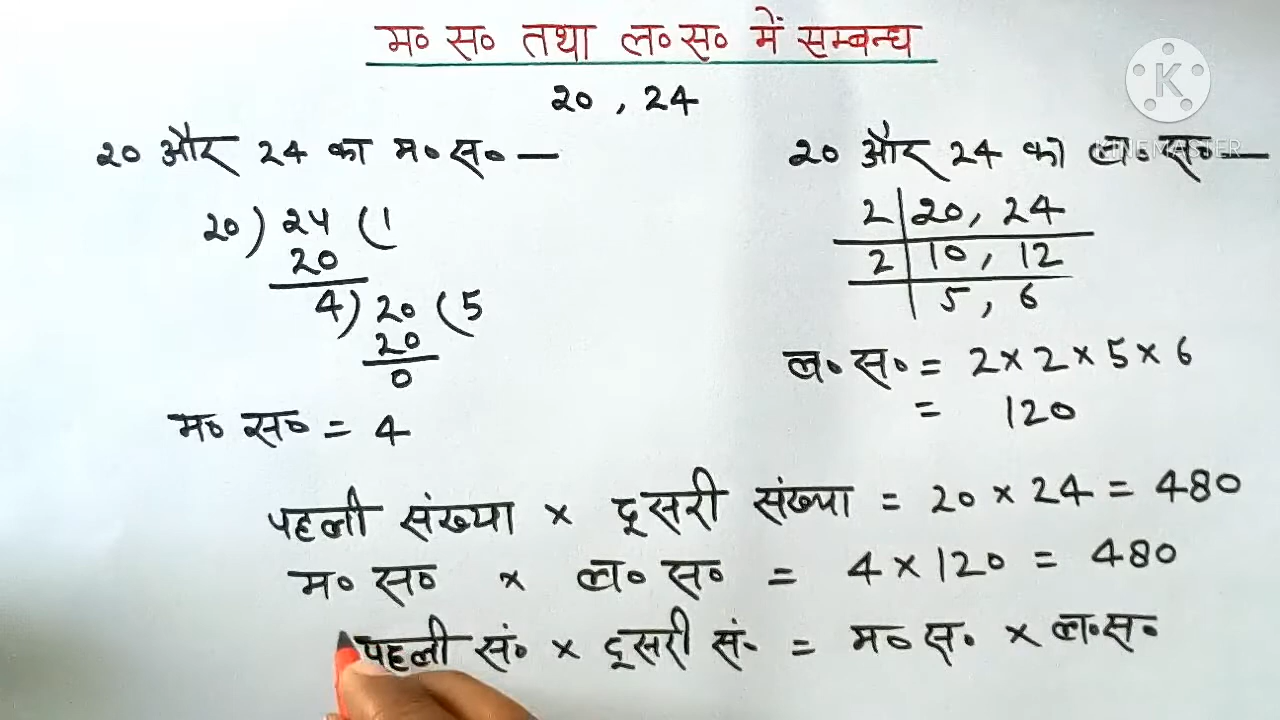 म० स० तथा ल० स० में सम्बन्ध
20 , 24
20 और 24 का म० स० —
20 ) 24 ( 1
20
4 ) 20 ( 5
20
0
म० स० = 4
20 और 24 का ल० स० —
2 | 20, 24
2 | 10, 12
5, 6
ल० स० = 2 × 2 × 5 × 6
= 120
पहली संख्या × दूसरी संख्या = 20 × 24 = 480
म० स० × ल० स० = 4 × 120 = 480
पहली सं० × दूसरी सं० = म० स० × ल० स०
K
KINEMASTER